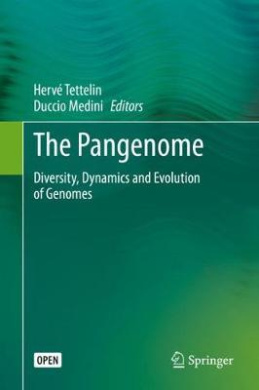 Hervé Tettelin
Duccio Medini Editors
The Pangenome
Diversity, Dynamics and Evolution
of Genomes
OPEN
Springer